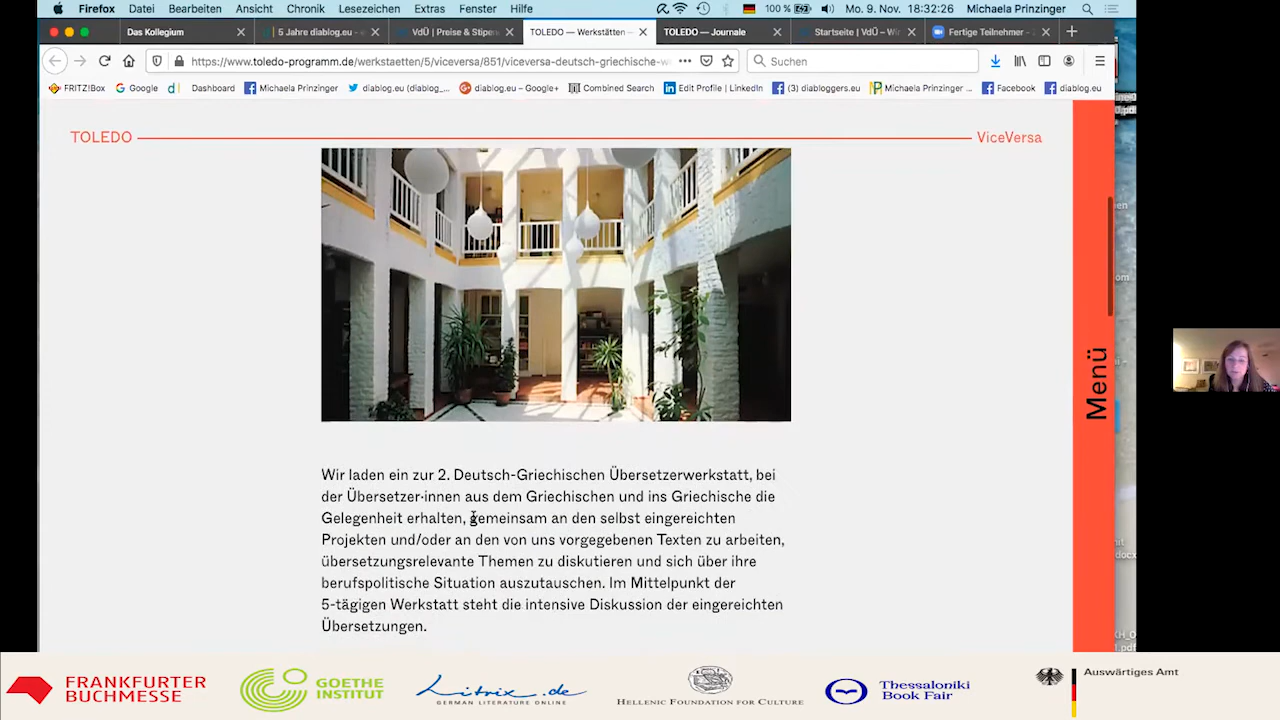 Firefox Datei Bearbeiten Ansicht Chronik Lesezeichen Extras Fenster Hilfe 100 % Mo. 9. Nov. 18:32:26 Michaela Prinzinger
Das Kollegium 5 Jahre diablog.eu - VdÜ | Preise & Stipen TOLEDO — Werkstätten TOLEDO — Journale Startseite | VdÜ – Fertige Teilnehmer -
https://www.toledo-programm.de/werkstaetten/5/viceversa/851/viceversa-deutsch-griechische-w Suchen
FRITZ!Box Google Dashboard Michaela Prinzinger diablog.eu (diablog_... diablog.eu – Google+ Combined Search Edit Profile | LinkedIn (3) diabloggers.eu Michaela Prinzinger ... Facebook diablog.eu
TOLEDO ViceVersa
Menü
Wir laden ein zur 2. Deutsch-Griechischen Übersetzerwerkstatt, bei
der Übersetzer·innen aus dem Griechischen und ins Griechische die
Gelegenheit erhalten, gemeinsam an den selbst eingereichten
Projekten und/oder an den von uns vorgegebenen Texten zu arbeiten,
übersetzungsrelevante Themen zu diskutieren und sich über ihre
berufspolitische Situation auszutauschen. Im Mittelpunkt der
5-tägigen Werkstatt steht die intensive Diskussion der eingereichten
Übersetzungen.
FRANKFURTER
BUCHMESSE
GOETHE
INSTITUT
Litrix.de
GERMAN LITERATURE ONLINE
HELLENIC FOUNDATION FOR CULTURE
Thessaloniki
Book Fair
Auswärtiges Amt